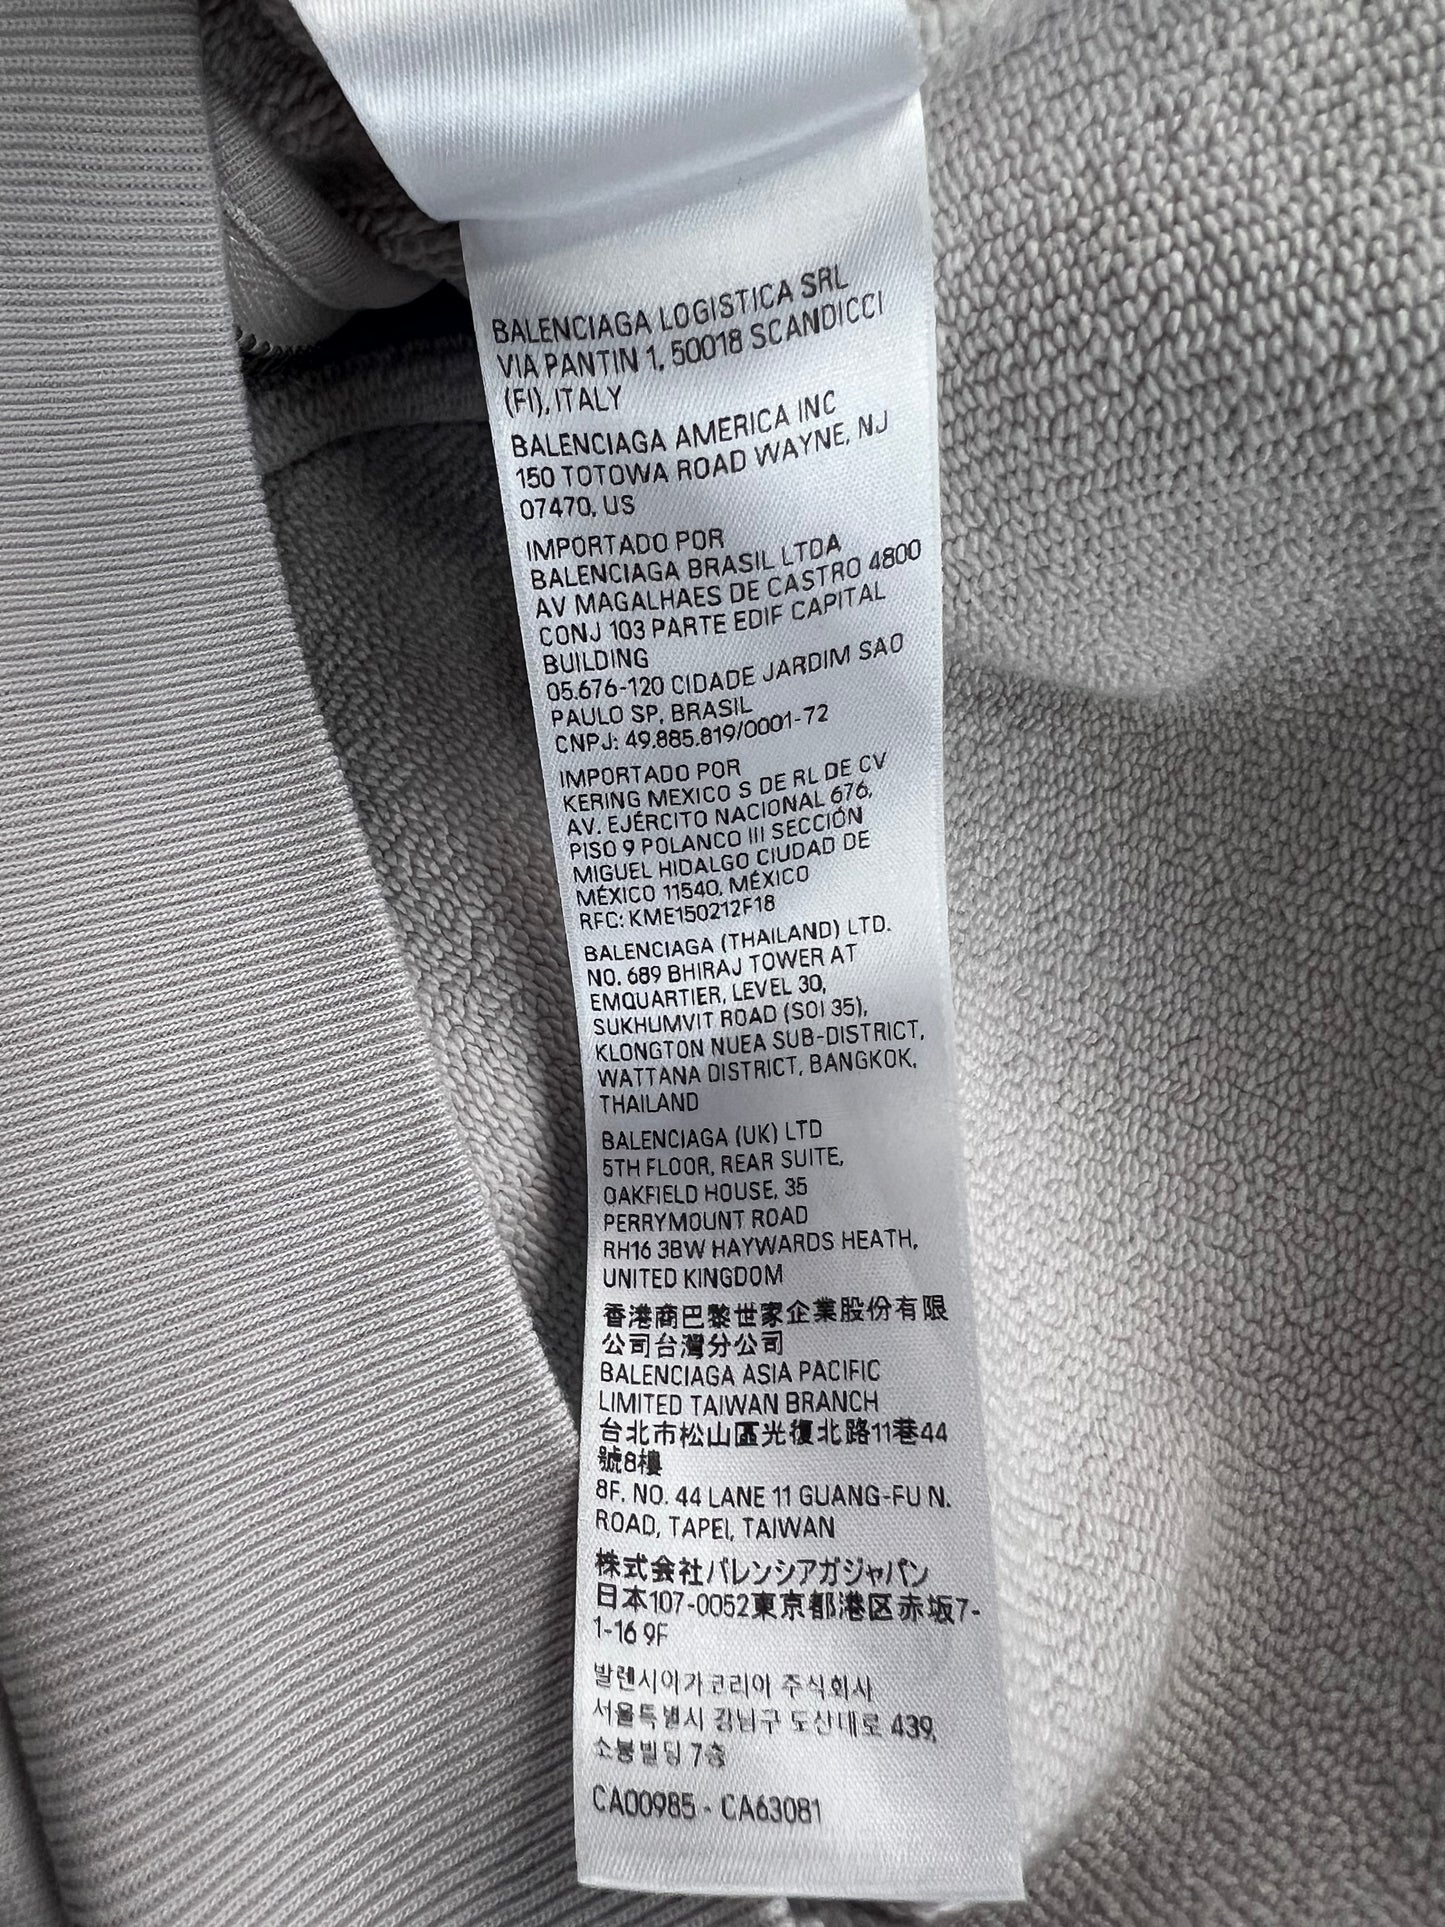 BALENCIAGA LOGISTICA SRL
VIA PANTIN 1, 50018 SCANDICCI
(FI), ITALY
BALENCIAGA AMERICA INC
150 TOTOWA ROAD WAYNE, NJ
07470, US
IMPORTADO POR
BALENCIAGA BRASIL LTDA
AV MAGALHAES DE CASTRO 4800
CONJ 103 PARTE EDIF CAPITAL
BUILDING
05.676-120 CIDADE JARDIM SAO
PAULO SP, BRASIL
CNPJ: 49.885.819/0001-72
IMPORTADO POR
KERING MEXICO S DE RL DE CV
AV. EJÉRCITO NACIONAL 676,
PISO 9 POLANCO III SECCIÓN
MIGUEL HIDALGO CIUDAD DE
MÉXICO 11540, MÉXICO
RFC: KME150212F18
BALENCIAGA (THAILAND) LTD.
NO. 689 BHIRAJ TOWER AT
EMQUARTIER, LEVEL 30,
SUKHUMVIT ROAD (SOI 35),
KLONGTON NUEA SUB-DISTRICT,
WATTANA DISTRICT, BANGKOK,
THAILAND
BALENCIAGA (UK) LTD
5TH FLOOR, REAR SUITE,
OAKFIELD HOUSE, 35
PERRYMOUNT ROAD
RH16 3BW HAYWARDS HEATH,
UNITED KINGDOM
香港商巴黎世家企業股份有限
公司台灣分公司
BALENCIAGA ASIA PACIFIC
LIMITED TAIWAN BRANCH
台北市松山區光復北路11巷44
號8樓
8F, NO. 44 LANE 11 GUANG-FU N.
ROAD, TAPEI, TAIWAN
株式会社バレンシアガジャパン
日本107-0052東京都港区赤坂7-
1-16 9F
발렌시아가코리아 주식회사
서울특별시 강남구 도산대로 439,
소봉빌딩 7층
CA00985 - CA63081